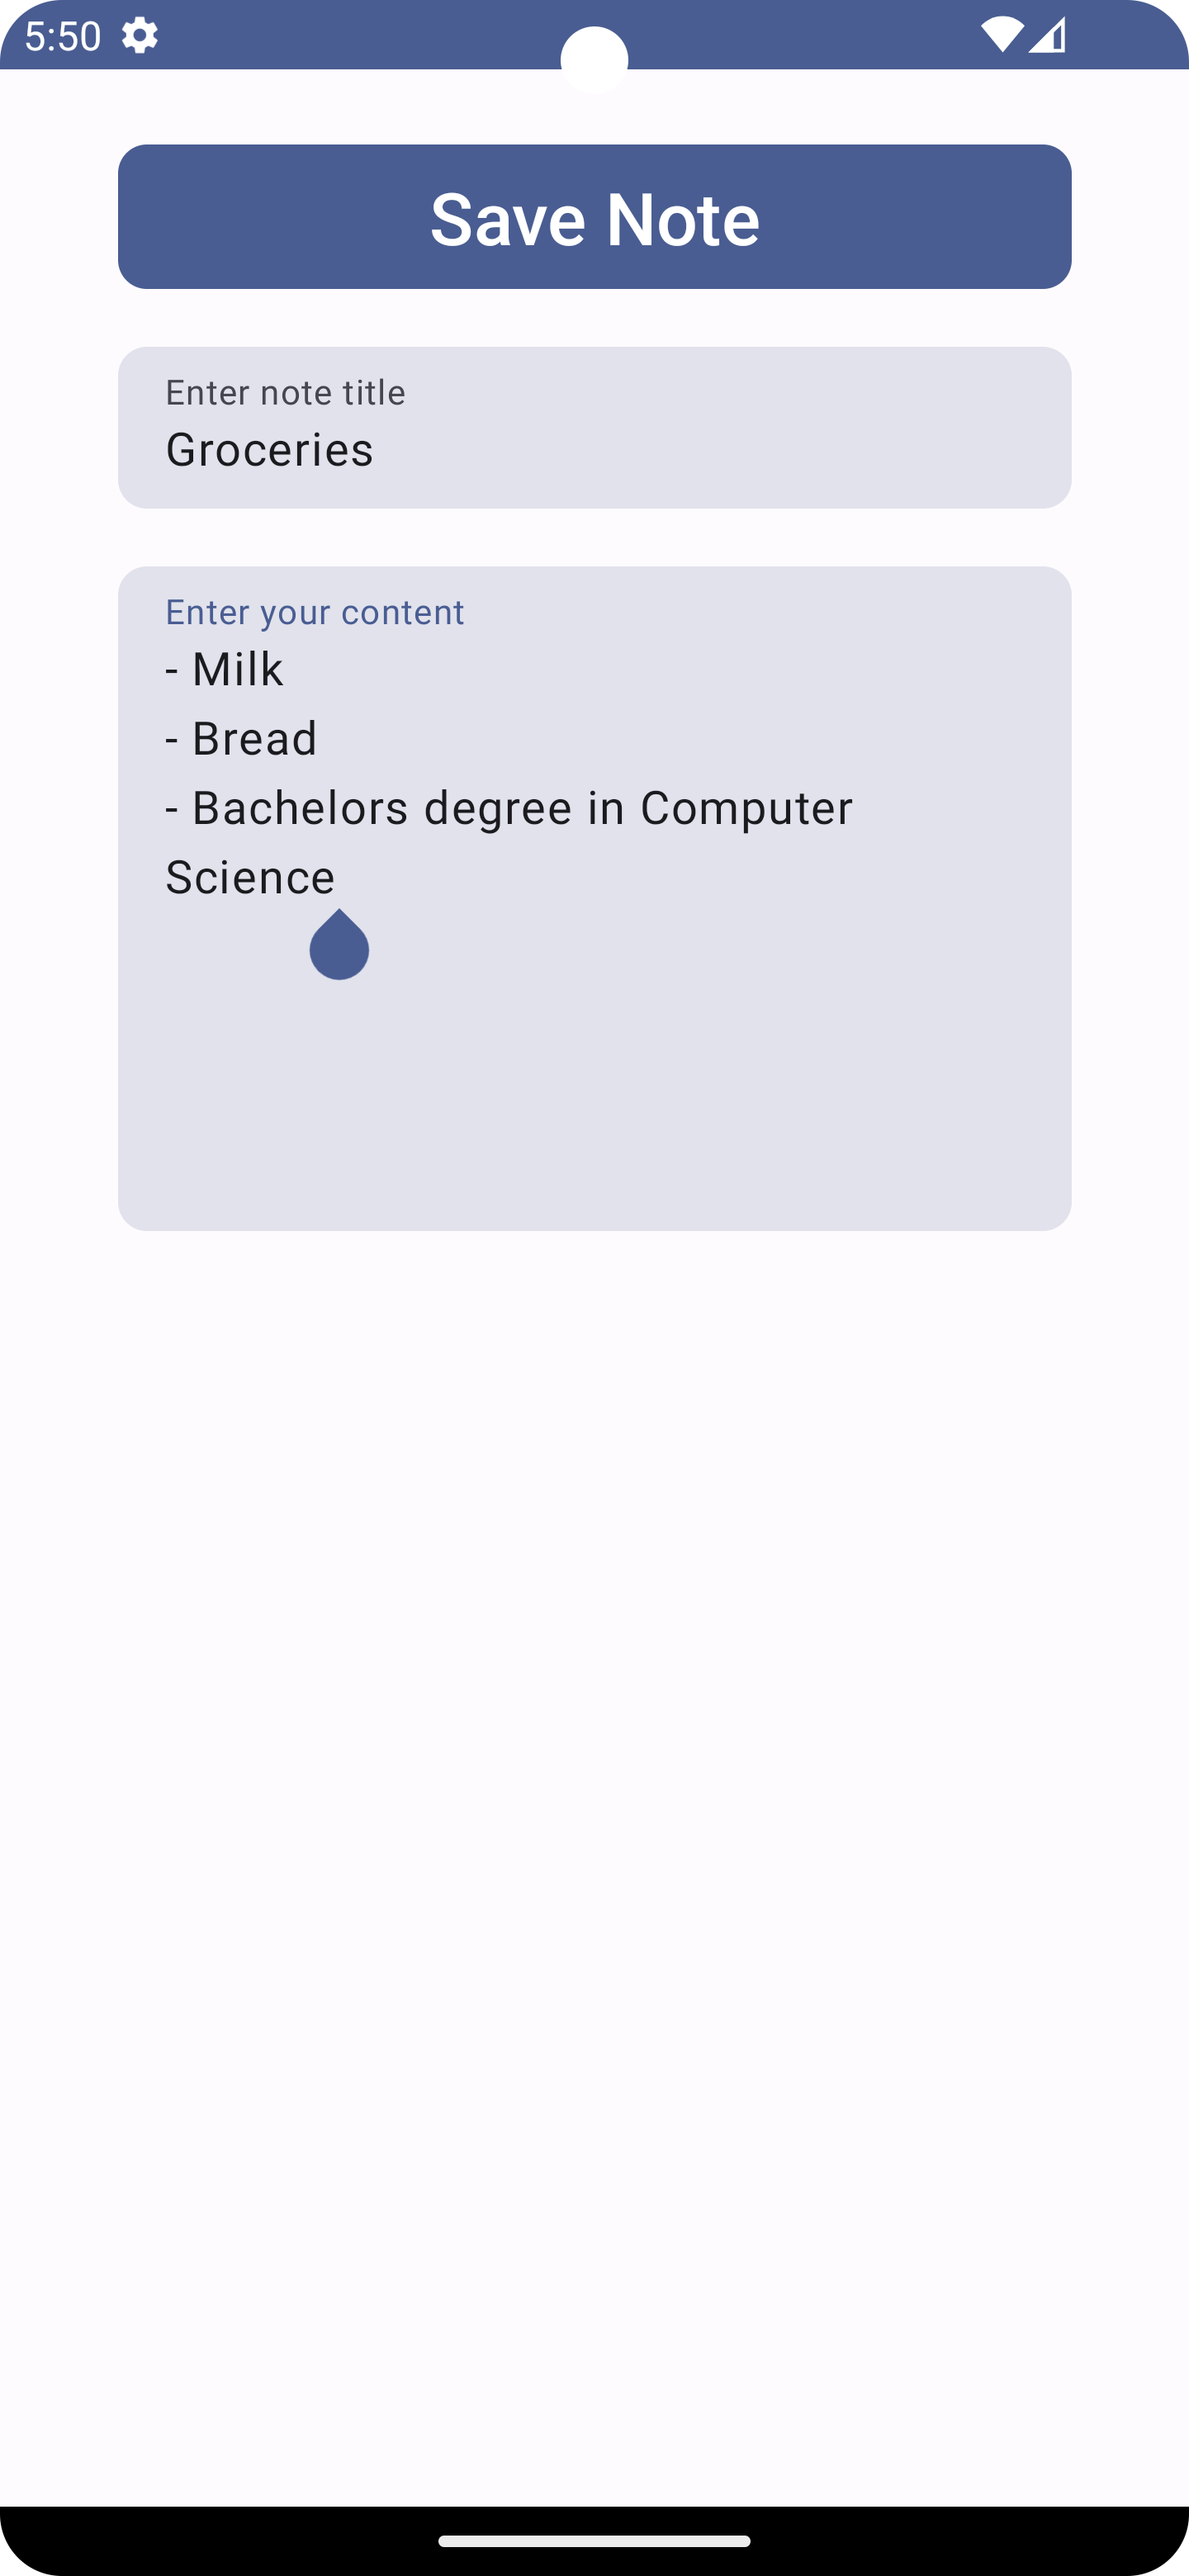 5:50
Save Note
Enter note title
Groceries
Enter your content
- Milk
- Bread
- Bachelors degree in Computer
Science